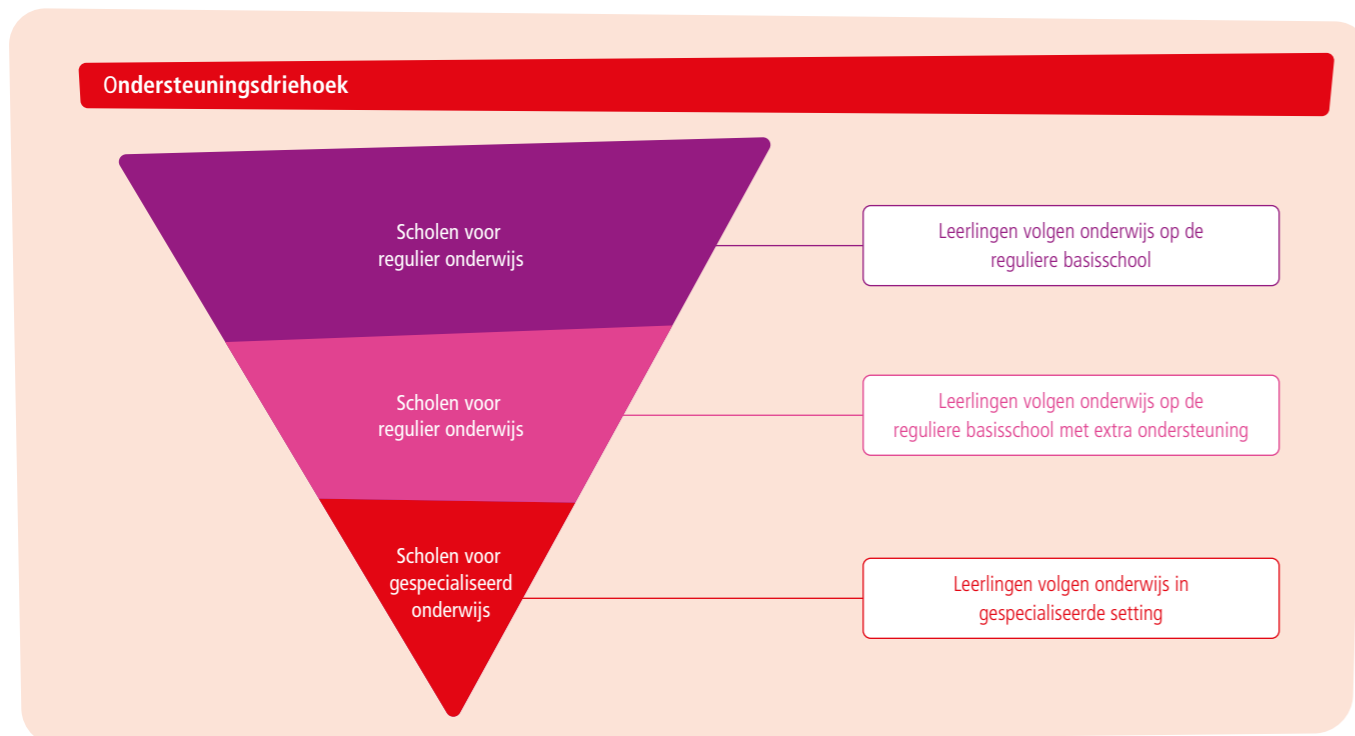 Ondersteuningsdriehoek
Scholen voor
regulier onderwijs
Leerlingen volgen onderwijs op de
reguliere basisschool
Scholen voor
regulier onderwijs
Leerlingen volgen onderwijs op de
reguliere basisschool met extra ondersteuning
Scholen voor
gespecialiseerd
onderwijs
Leerlingen volgen onderwijs in
gespecialiseerde setting